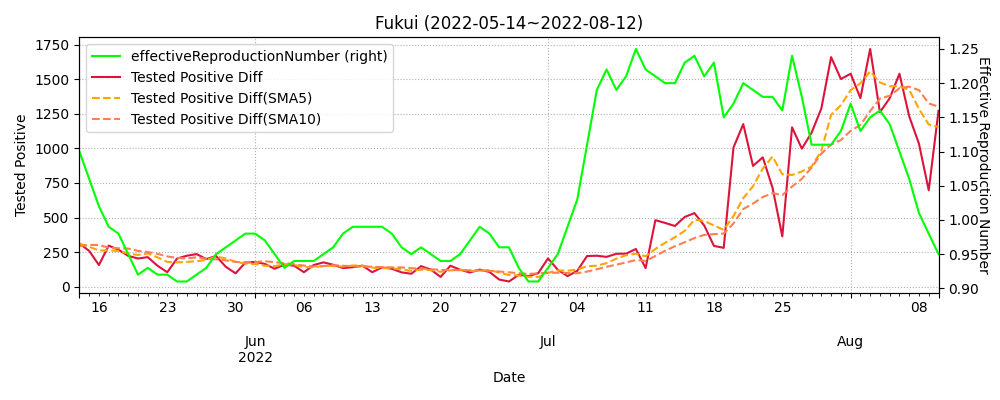 Fukui (2022-05-14~2022-08-12)
effectiveReproductionNumber (right)
Tested Positive Diff
Tested Positive Diff(SMA5)
Tested Positive Diff(SMA10)
Tested Positive
1750
1500
1250
1000
750
500
250
0
1.25
1.20
1.15
1.10
1.05
1.00
0.95
0.90
Effective Reproduction Number
16 23 30 06 13 20 27 04 11 18 25 08
Jun Jul Aug
2022
Date